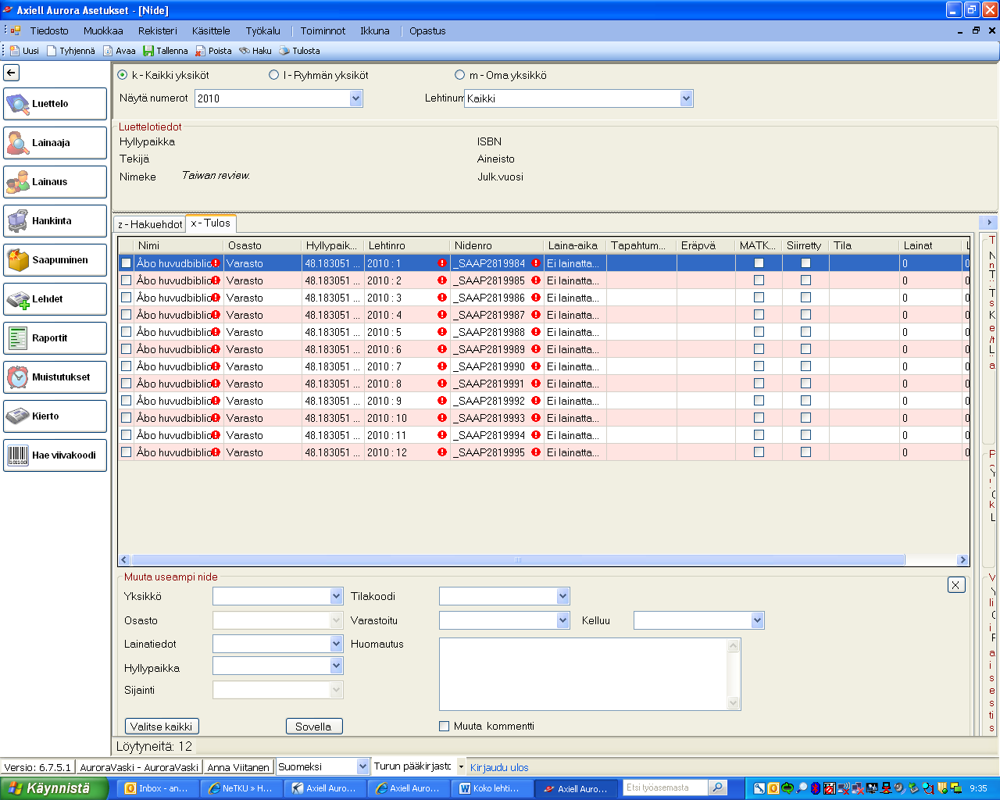 Axiell Aurora Asetukset - [Nide]
Tiedosto Muokkaa Rekisteri Käsittele Työkalu Toiminnot Ikkuna Opastus
Uusi Tyhjennä Avaa Tallenna Poista Haku Tulosta
Luettelo
Lainaaja
Lainaus
Hankinta
Saapuminen
Lehdet
Raportit
Muistutukset
Kierto
Hae viivakoodi
k - Kaikki yksiköt l - Ryhmän yksiköt m - Oma yksikkö
Näytä numerot 2010 Lehtinum Kaikki
Luettelotiedot
Hyllypaikka ISBN
Tekijä Aineisto
Nimeke Taiwan review. Julk.vuosi
z - Hakuehdot x - Tulos
Nimi Osasto Hyllypaik... Lehtinro Nidenro Laina-aika Tapahtum... Eräpvä MATK... Siirretty Tila Lainat L
Åbo huvudbiblio Varasto 48.183051 ... 2010 : 1 _SAAP2819984 Ei lainatta... 0 0
Åbo huvudbiblio Varasto 48.183051 ... 2010 : 2 _SAAP2819985 Ei lainatta... 0 0
Åbo huvudbiblio Varasto 48.183051 ... 2010 : 3 _SAAP2819986 Ei lainatta... 0 0
Åbo huvudbiblio Varasto 48.183051 ... 2010 : 4 _SAAP2819987 Ei lainatta... 0 0
Åbo huvudbiblio Varasto 48.183051 ... 2010 : 5 _SAAP2819988 Ei lainatta... 0 0
Åbo huvudbiblio Varasto 48.183051 ... 2010 : 6 _SAAP2819989 Ei lainatta... 0 0
Åbo huvudbiblio Varasto 48.183051 ... 2010 : 7 _SAAP2819990 Ei lainatta... 0 0
Åbo huvudbiblio Varasto 48.183051 ... 2010 : 8 _SAAP2819991 Ei lainatta... 0 0
Åbo huvudbiblio Varasto 48.183051 ... 2010 : 9 _SAAP2819992 Ei lainatta... 0 0
Åbo huvudbiblio Varasto 48.183051 ... 2010 : 10 _SAAP2819993 Ei lainatta... 0 0
Åbo huvudbiblio Varasto 48.183051 ... 2010 : 11 _SAAP2819994 Ei lainatta... 0 0
Åbo huvudbiblio Varasto 48.183051 ... 2010 : 12 _SAAP2819995 Ei lainatta... 0 0
Muuta useampi nide X
Yksikkö Tilakoodi
Osasto Varastoitu Kelluu
Lainatiedot Huomautus
Hyllypaikka
Sijainti
Valitse kaikki Sovella Muuta kommentti
Löytyneitä: 12
Versio: 6.7.5.1 AuroraVaski - AuroraVaski Anna Viitanen Suomeksi Turun pääkirjasto Kirjaudu ulos
Käynnistä Inbox - an... NeTKU » H... Axiell Auro... Axiell Auro... Koko lehti... Axiell Auro... Etsi työasemasta 9:35